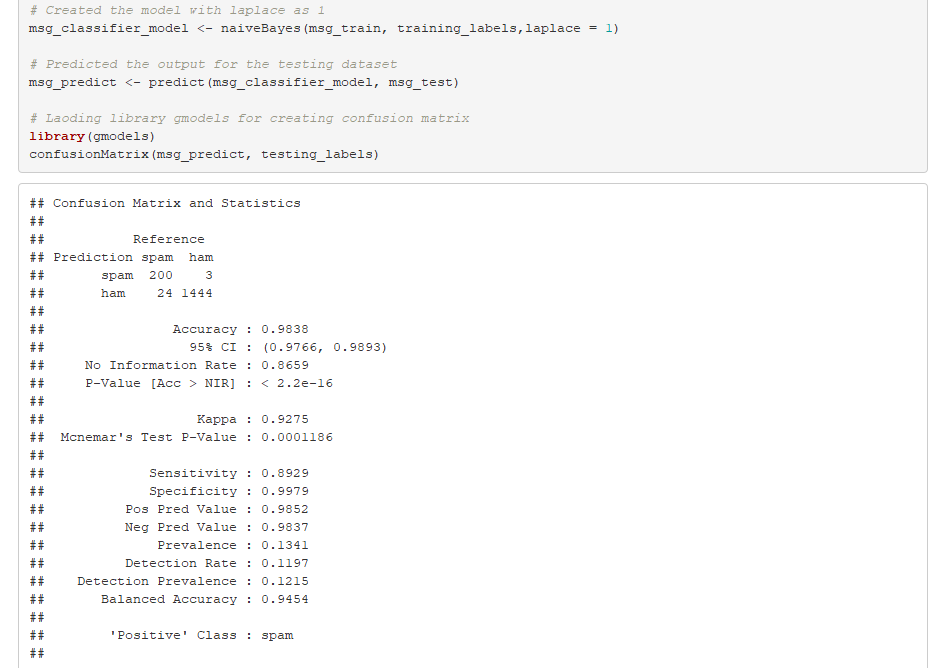 # Created the model with laplace as 1
msg_classifier_model <- naiveBayes(msg_train, training_labels,laplace = 1)
# Predicted the output for the testing dataset
msg_predict <- predict(msg_classifier_model, msg_test)
# Laoding library gmodels for creating confusion matrix
library(gmodels)
confusionMatrix(msg_predict, testing_labels)
## Confusion Matrix and Statistics
##
##           Reference
## Prediction spam  ham
##       spam  200    3
##       ham    24 1444
##
##                Accuracy : 0.9838
##                  95% CI : (0.9766, 0.9893)
##     No Information Rate : 0.8659
##     P-Value [Acc > NIR] : < 2.2e-16
##
##                   Kappa : 0.9275
##  Mcnemar's Test P-Value : 0.0001186
##
##             Sensitivity : 0.8929
##             Specificity : 0.9979
##          Pos Pred Value : 0.9852
##          Neg Pred Value : 0.9837
##              Prevalence : 0.1341
##          Detection Rate : 0.1197
##    Detection Prevalence : 0.1215
##       Balanced Accuracy : 0.9454
##
##        'Positive' Class : spam
##